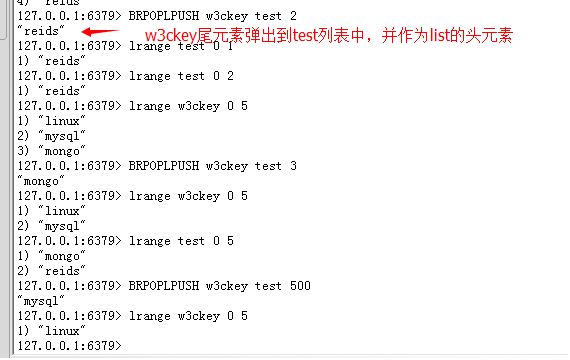 4) "reids"
127.0.0.1:6379> BRPOPLPUSH w3ckey test 2
"reids" w3ckey尾元素弹出到test列表中，并作为list的头元素
127.0.0.1:6379> lrange test 0 1
1) "reids"
127.0.0.1:6379> lrange test 0 2
1) "reids"
127.0.0.1:6379> lrange w3ckey 0 5
1) "linux"
2) "mysql"
3) "mongo"
127.0.0.1:6379> BRPOPLPUSH w3ckey test 3
"mongo"
127.0.0.1:6379> lrange w3ckey 0 5
1) "linux"
2) "mysql"
127.0.0.1:6379> lrange test 0 5
1) "mongo"
2) "reids"
127.0.0.1:6379> BRPOPLPUSH w3ckey test 500
"mysql"
127.0.0.1:6379> lrange w3ckey 0 5
1) "linux"
127.0.0.1:6379>